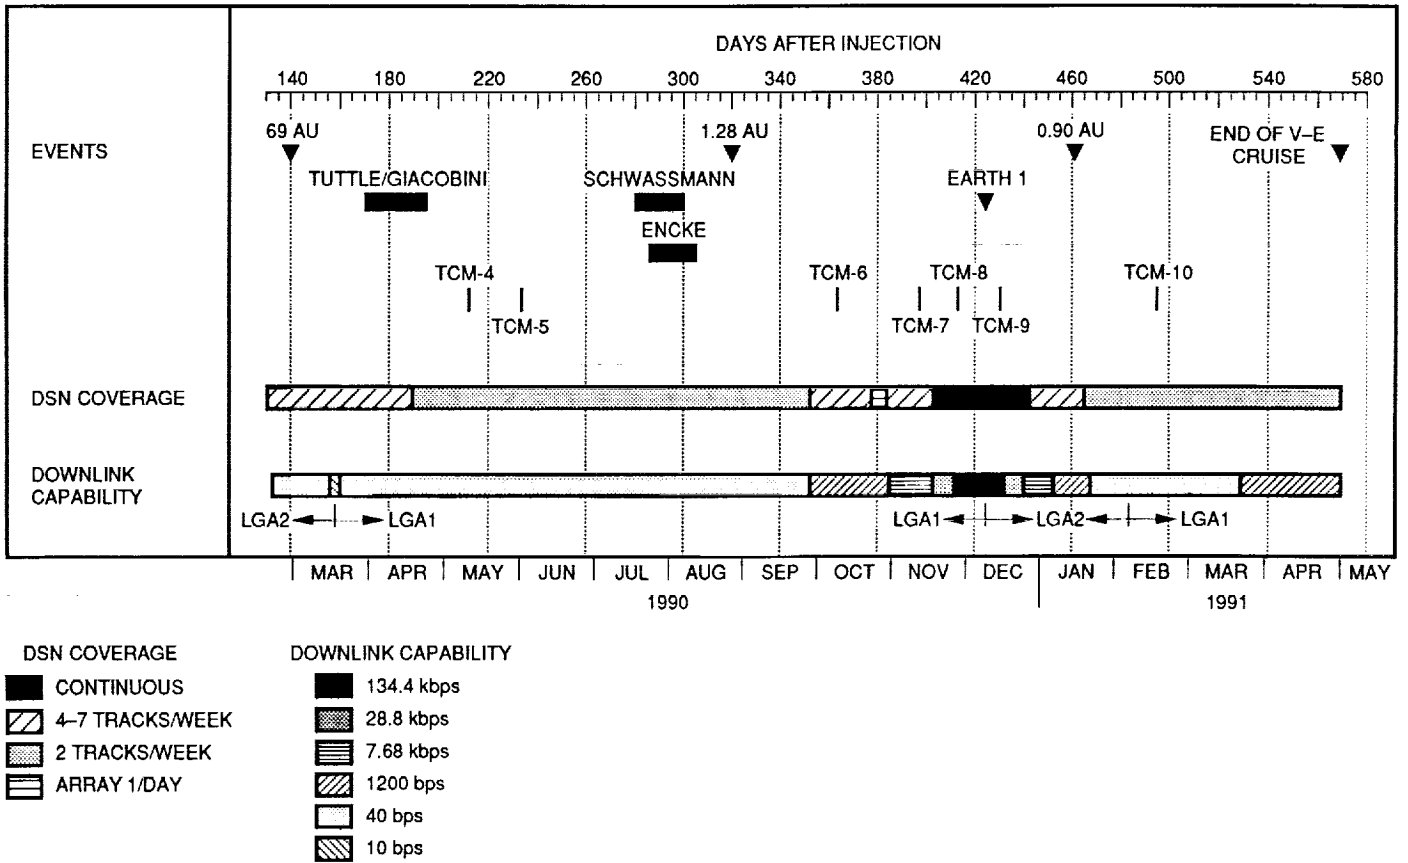 DAYS AFTER INJECTION
140 180 220 260 300 340 380 420 460 500 540 580
EVENTS
69 AU
1.28 AU
0.90 AU
END OF V–E
CRUISE
TUTTLE/GIACOBINI
SCHWASSMANN
EARTH 1
ENCKE
TCM-4
TCM-6
TCM-8
TCM-10
TCM-5
TCM-7
TCM-9
DSN COVERAGE
DOWNLINK
CAPABILITY
LGA2
LGA1
LGA1
LGA2
LGA1
MAR APR MAY JUN JUL AUG SEP OCT NOV DEC JAN FEB MAR APR MAY
1990 1991
DSN COVERAGE
CONTINUOUS
4–7 TRACKS/WEEK
2 TRACKS/WEEK
ARRAY 1/DAY
DOWNLINK CAPABILITY
134.4 kbps
28.8 kbps
7.68 kbps
1200 bps
40 bps
10 bps